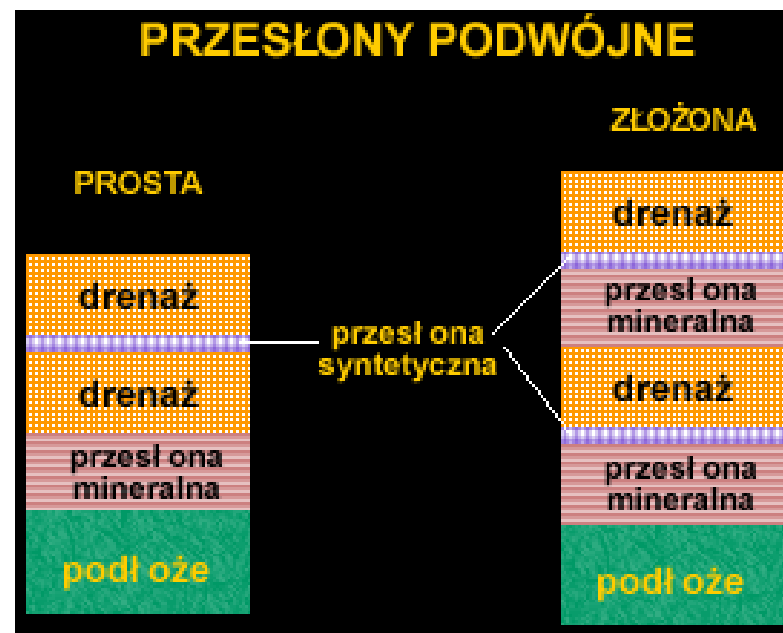 PRZESŁONY PODWÓJNE
ZŁOŻONA
PROSTA
drenaż
drenaż
przesł ona
mineralna
podł oże
przesł ona
syntetyczna
drenaż
przesł ona
mineralna
drenaż
przesł ona
mineralna
podł oże